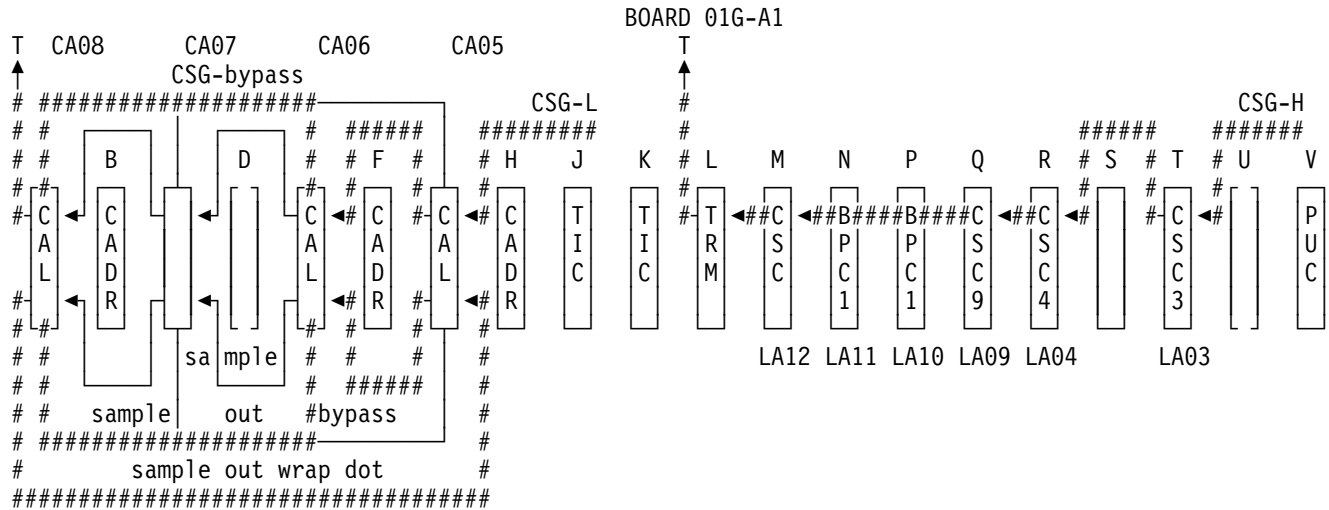 BOARD 01G-A1
T CA08 CA07 CA06 CA05 T
CSG-bypass
# #################### CSG-L # CSG-H
# # # ###### ######### # ###### #######
# # B D # # F # # H J K # L M N P Q R # S # T # U V
# # # # # # # # # #
#- C C C # C #- C # C T T #- T ## C ## B #### B #### C ## C # #- C # P
A A A A A A I I R S P P S S S U
L D L D L D C C M C C C C C C C
#- R # R #- # R 1 1 9 4 3
# # # # # #
# # sa mple # # # # LA12 LA11 LA10 LA09 LA04 LA03
# # # # # #
# # # ###### #
# # sample out #bypass #
# ##################### #
# sample out wrap dot #
####################################